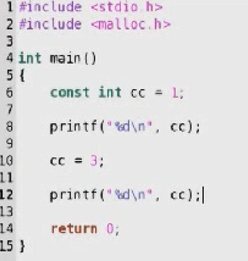 1 #include <stdio.h>
2 #include <malloc.h>
3
4 int main()
5 {
6     const int cc = 1;
7
8     printf("%d\n", cc);
9
10     cc = 3;
11
12     printf("%d\n", cc);
13
14     return 0;
15 }